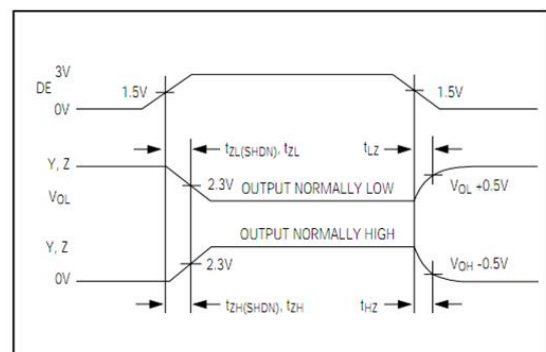 3V
DE
1.5V
1.5V
0V
tZL(SHDN), tZL
tLZ
Y, Z
2.3V
OUTPUT NORMALLY LOW
VOL +0.5V
VOL
OUTPUT NORMALLY HIGH
Y, Z
2.3V
VOH -0.5V
0V
tZH(SHDN), tZH
tHZ